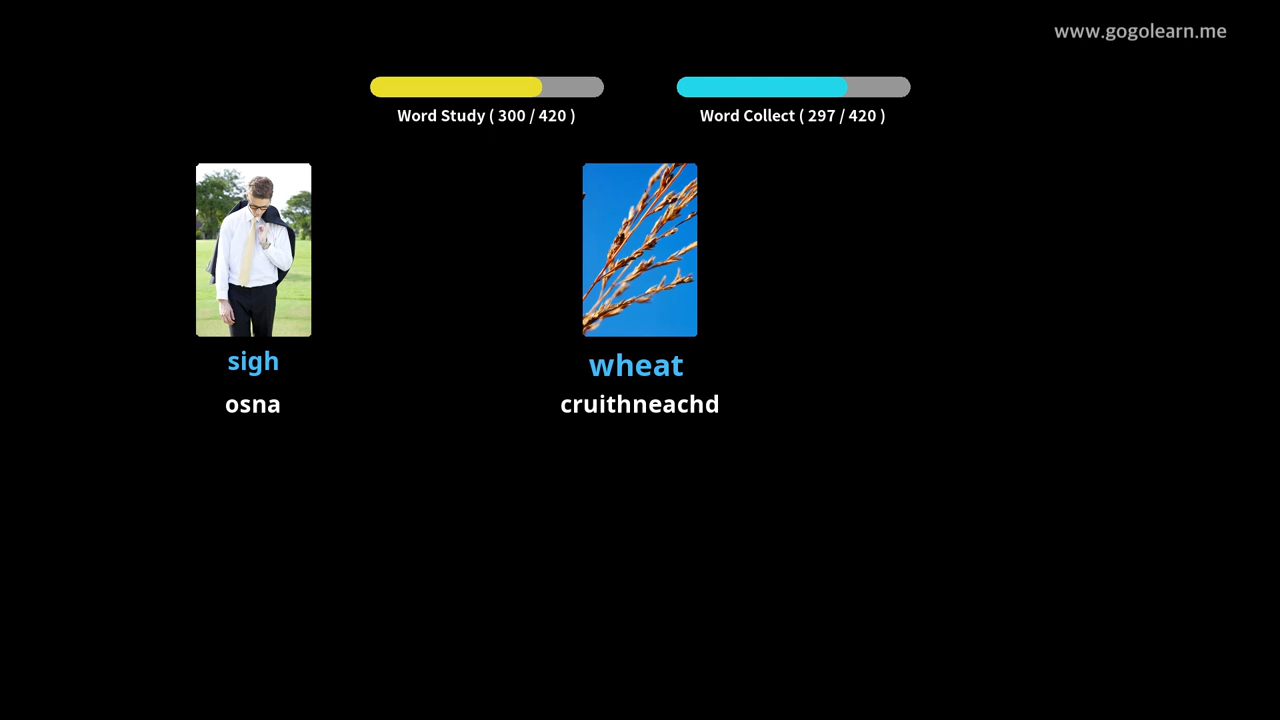 www.gogolearn.me
Word Study ( 300 / 420 )
Word Collect ( 297 / 420 )
sigh
osna
wheat
cruithneachd